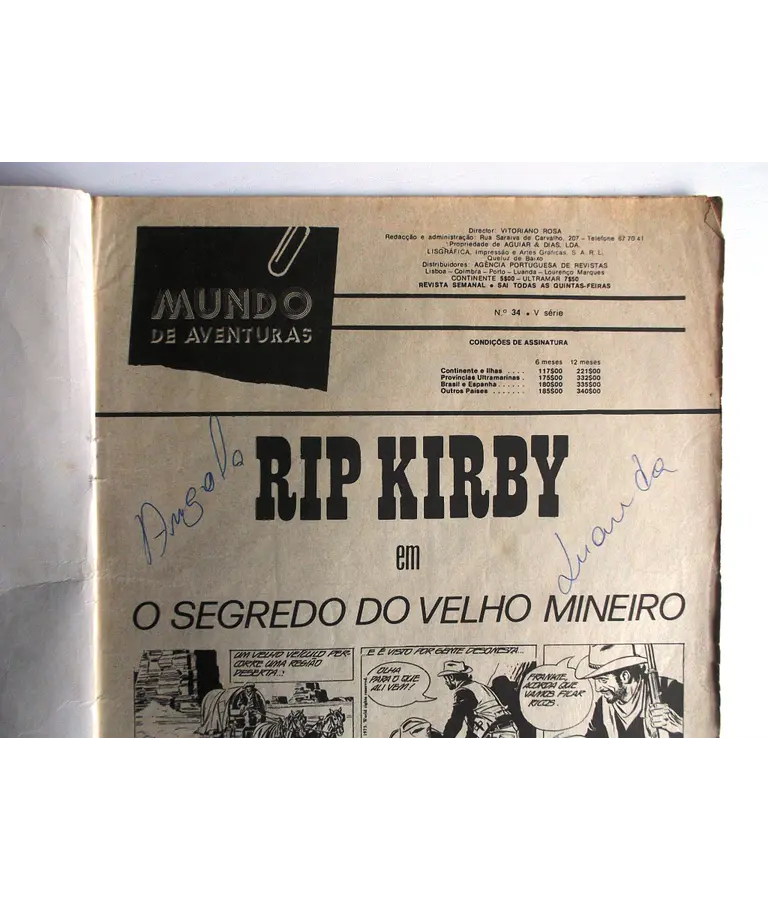 MUNDO
DE AVENTURAS
Director: VITORIANO ROSA
Redacção e administração: Rua Saraiva de Carvalho, 207 - Telefone 67 70 41
Propriedade de AGUIAR & DIAS, LDA.
LISGRÁFICA, Impressão e Artes Gráficas, S. A. R. L.
Queluz de Baixo
Distribuidores: AGÊNCIA PORTUGUESA DE REVISTAS
Lisboa — Coimbra — Porto — Luanda — Lourenço Marques
CONTINENTE 5$00 — ULTRAMAR 7$50
REVISTA SEMANAL • SAI TODAS AS QUINTAS-FEIRAS
N.º 34 • V série
CONDIÇÕES DE ASSINATURA
6 meses 12 meses
Continente e Ilhas .... 117$00 221$00
Províncias Ultramarinas . 175$00 332$00
Brasil e Espanha ...... 180$00 335$00
Outros Países ....... 185$00 340$00
Angola
RIP KIRBY
Luanda
em
O SEGREDO DO VELHO MINEIRO
UM VELHO VEÍCULO PER-
CORRE UMA REGIÃO
DESERTA...
E É VISTO POR GENTE DESONESTA...
OLHA
PARA O QUE
ALI VEM!
FRANKIE,
ACORDA QUE
VAMOS FICAR
RICOS.